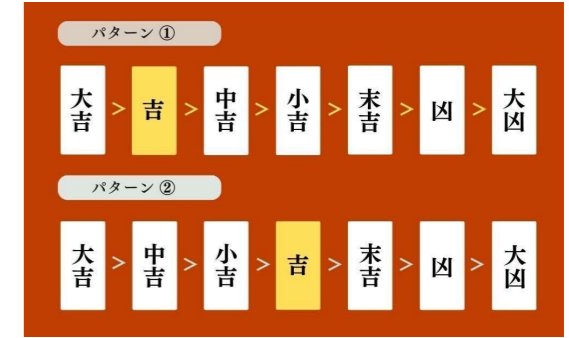 パターン①
大吉 > 吉 > 中吉 > 小吉 > 末吉 > 凶 > 大凶
パターン②
大吉 > 中吉 > 小吉 > 吉 > 末吉 > 凶 > 大凶